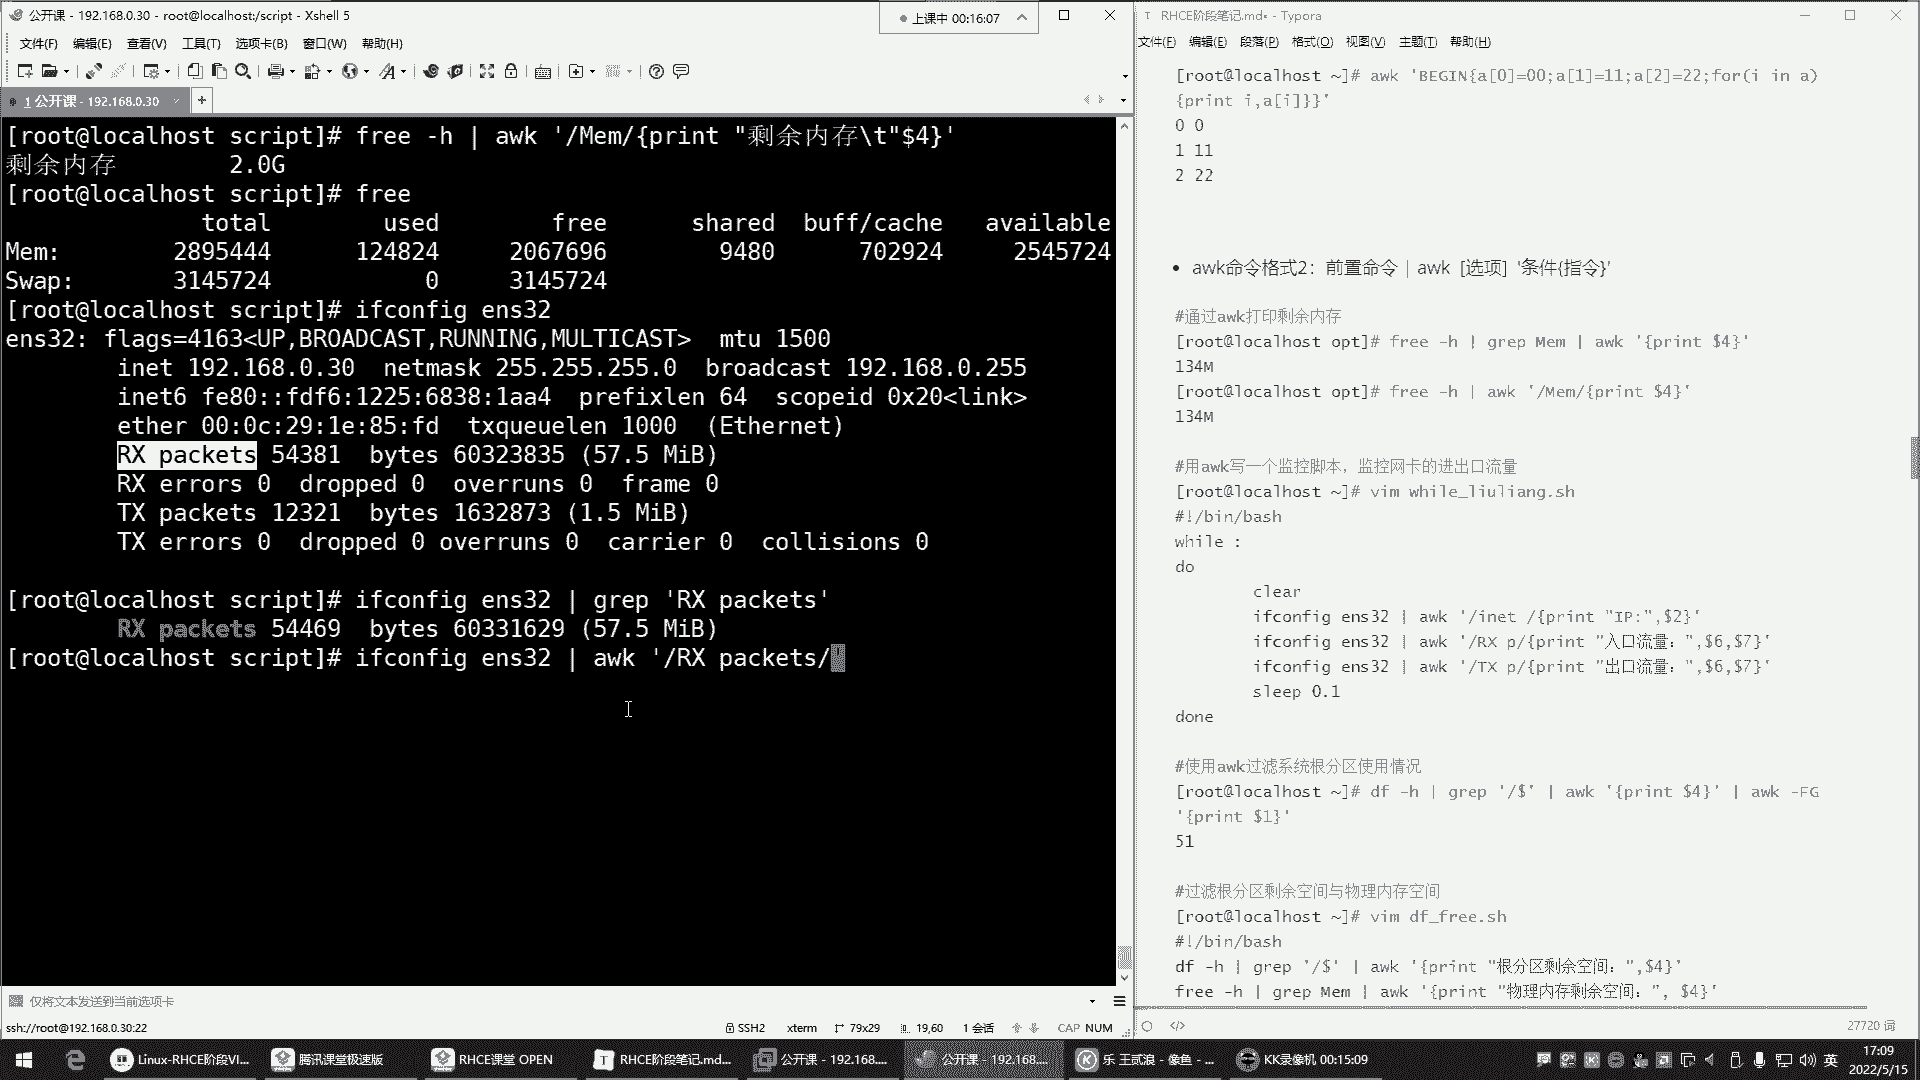 公开课 - 192.168.0.30 - root@localhost:/script - Xshell 5
上课中 00:16:07
文件(F) 编辑(E) 查看(V) 工具(T) 选项卡(B) 窗口(W) 帮助(H)
1 公开课 - 192.168.0.30
[root@localhost script]# free -h | awk '/Mem/{print "剩余内存\t"$4}'
剩余内存 2.0G
[root@localhost script]# free
total used free shared buff/cache available
Mem: 2895444 124824 2067696 9480 702924 2545724
Swap: 3145724 0 3145724
[root@localhost script]# ifconfig ens32
ens32: flags=4163<UP,BROADCAST,RUNNING,MULTICAST> mtu 1500
inet 192.168.0.30 netmask 255.255.255.0 broadcast 192.168.0.255
inet6 fe80::fdf6:1225:6838:1aa4 prefixlen 64 scopeid 0x20<link>
ether 00:0c:29:1e:85:fd txqueuelen 1000 (Ethernet)
RX packets 54381 bytes 60323835 (57.5 MiB)
RX errors 0 dropped 0 overruns 0 frame 0
TX packets 12321 bytes 1632873 (1.5 MiB)
TX errors 0 dropped 0 overruns 0 carrier 0 collisions 0
[root@localhost script]# ifconfig ens32 | grep 'RX packets'
RX packets 54469 bytes 60331629 (57.5 MiB)
[root@localhost script]# ifconfig ens32 | awk '/RX packets/'
仅将文本发送到当前选项卡
ssh://root@192.168.0.30:22 SSH2 xterm 79x29 19,60 1 会话 CAP NUM
RHCE阶段笔记.md• - Typora
文件(F) 编辑(E) 段落(P) 格式(O) 视图(V) 主题(T) 帮助(H)
[root@localhost ~]# awk 'BEGIN{a[0]=00;a[1]=11;a[2]=22;for(i in a)
{print i,a[i]}}'
0 0
1 11
2 22
• awk命令格式2：前置命令 | awk [选项] '条件{指令}'
#通过awk打印剩余内存
[root@localhost opt]# free -h | grep Mem | awk '{print $4}'
134M
[root@localhost opt]# free -h | awk '/Mem/{print $4}'
134M
#用awk写一个监控脚本，监控网卡的进出口流量
[root@localhost ~]# vim while_liuliang.sh
#!/bin/bash
while :
do
clear
ifconfig ens32 | awk '/inet /{print "IP:",$2}'
ifconfig ens32 | awk '/RX p/{print "入口流量：",$6,$7}'
ifconfig ens32 | awk '/TX p/{print "出口流量：",$6,$7}'
sleep 0.1
done
#使用awk过滤系统根分区使用情况
[root@localhost ~]# df -h | grep '/$' | awk '{print $4}' | awk -FG
'{print $1}'
51
#过滤根分区剩余空间与物理内存空间
[root@localhost ~]# vim df_free.sh
#!/bin/bash
df -h | grep '/$' | awk '{print "根分区剩余空间：",$4}'
free -h | grep Mem | awk '{print "物理内存剩余空间：", $4}'
27720 词
Linux-RHCE阶段VI... 腾讯课堂极速版 RHCE课堂 OPEN RHCE阶段笔记.md... 公开课 - 192.168.... 公开课 - 192.168.... 乐 王贰浪 - 像鱼 - ... KK录像机 00:15:09 英 17:09
2022/5/15